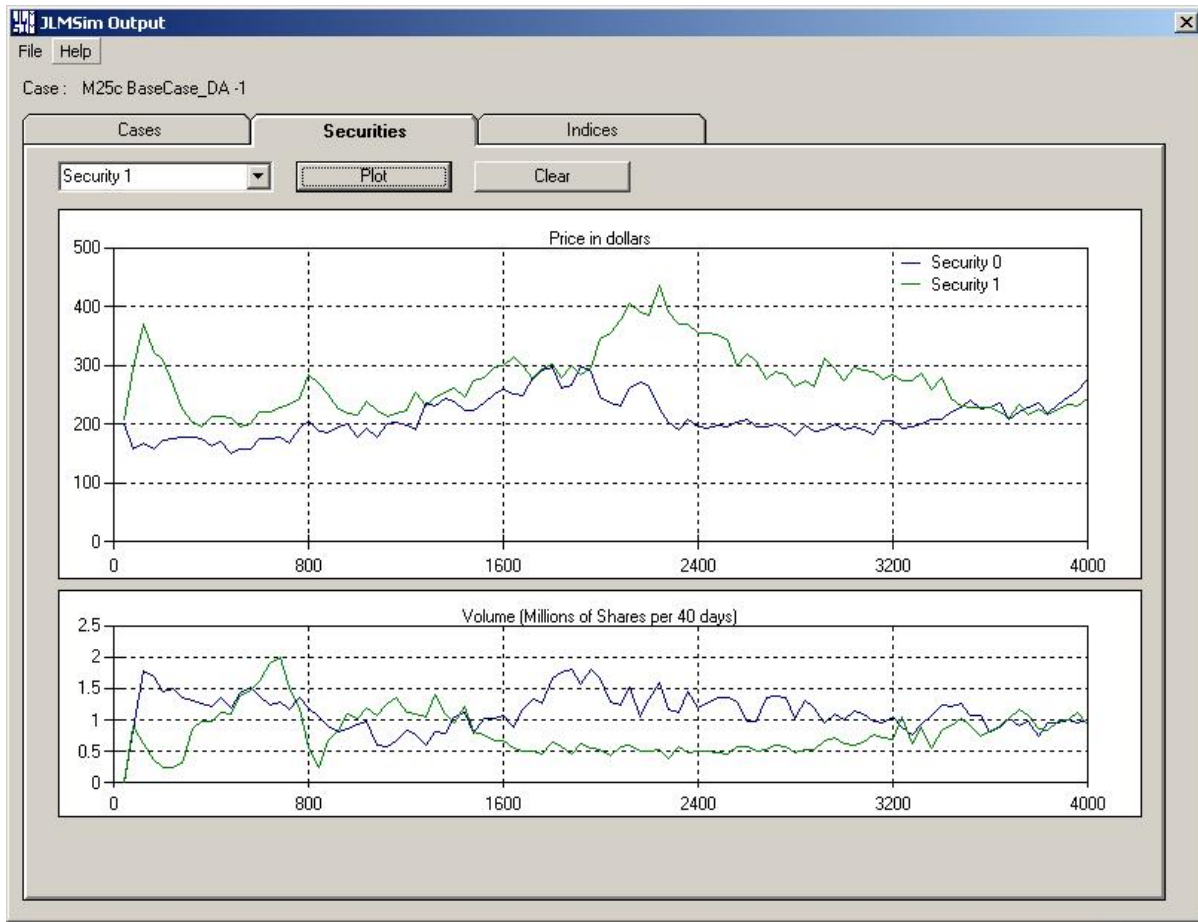 JLMSim Output
File Help
Case : M25c BaseCase_DA -1
Cases Securities Indices
Security 1 Plot Clear
Price in dollars
Security 0
Security 1
500
400
300
200
100
0
0 800 1600 2400 3200 4000
Volume (Millions of Shares per 40 days)
2.5
2
1.5
1
0.5
0
0 800 1600 2400 3200 4000